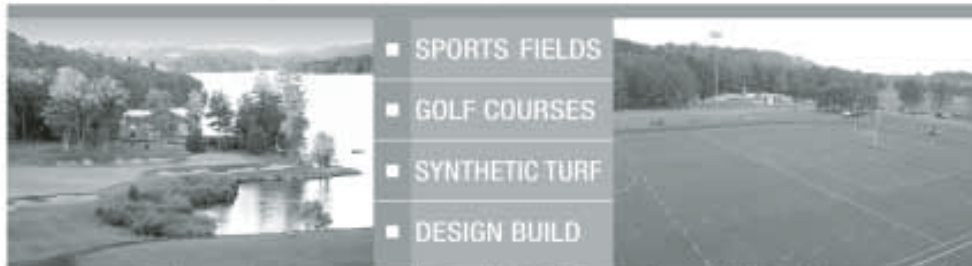 SPORTS FIELDS
GOLF COURSES
SYNTHETIC TURF
DESIGN BUILD